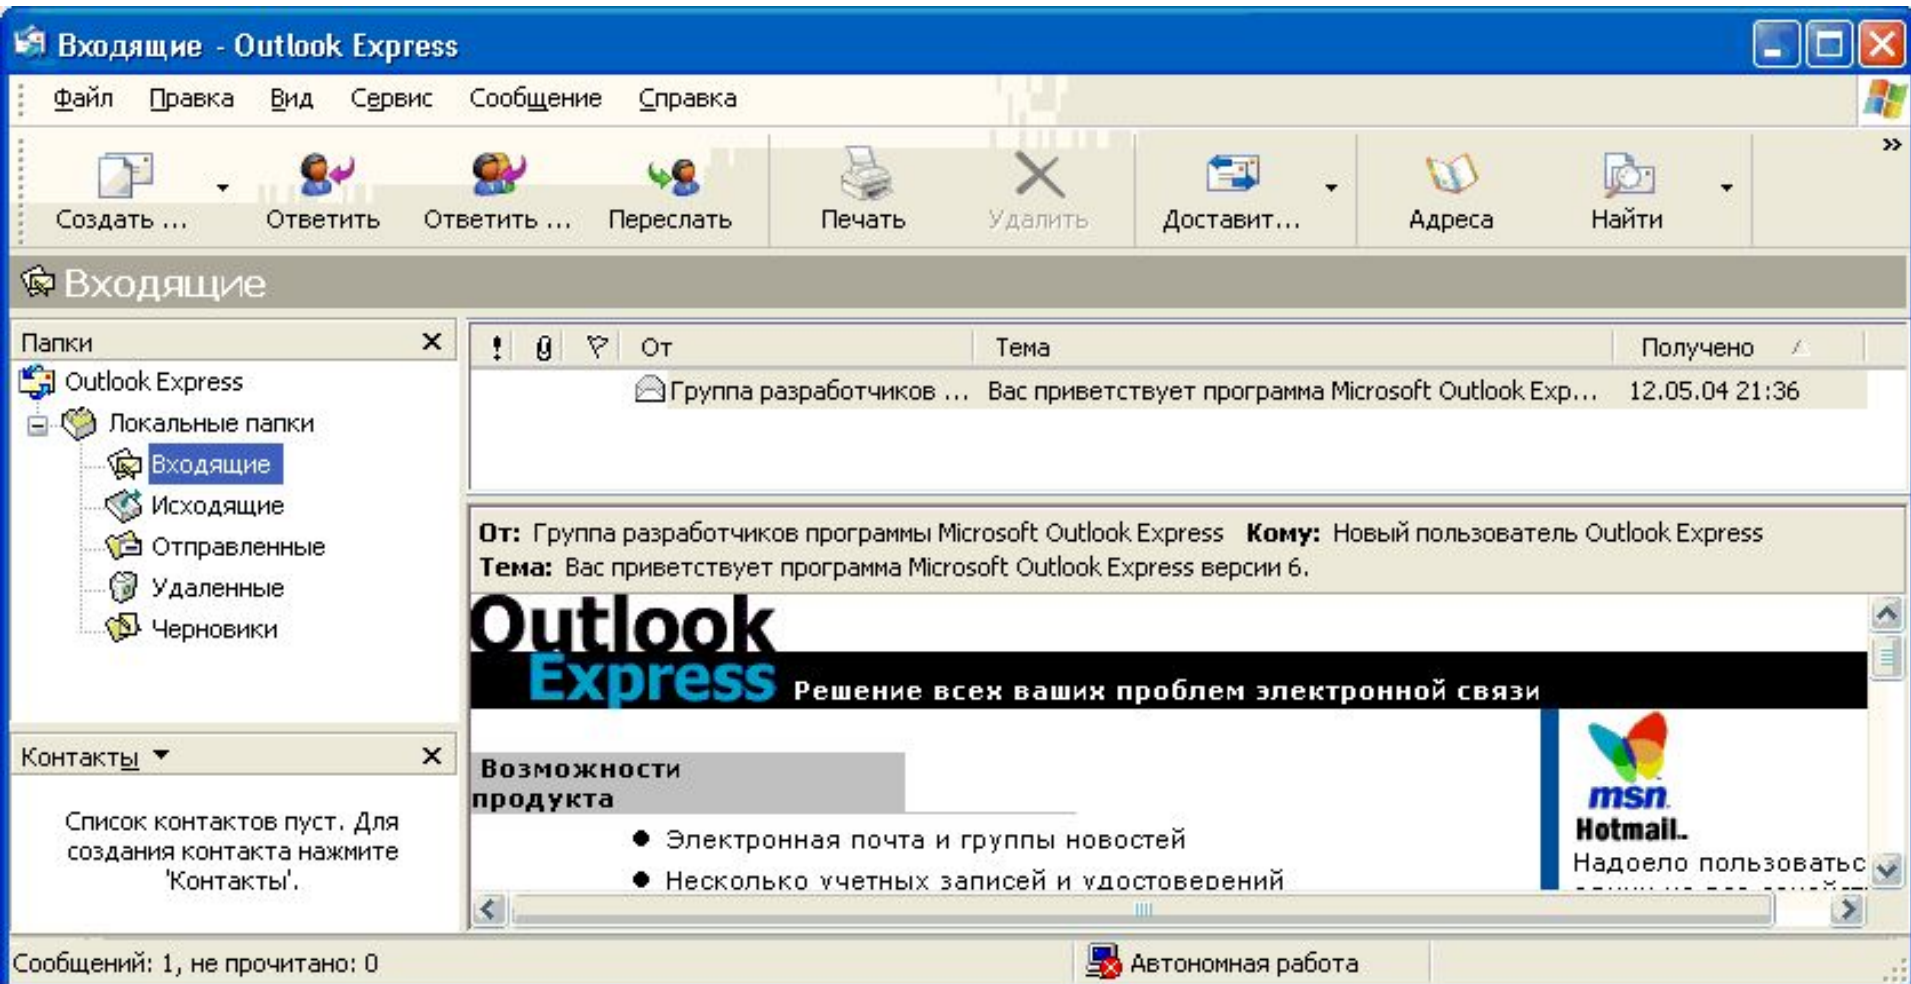 Входящие - Outlook Express
Файл Правка Вид Сервис Сообщение Справка
Создать ... Ответить Ответить ... Переслать Печать Удалить Доставит... Адреса Найти
Входящие
Папки
Outlook Express
Локальные папки
Входящие
Исходящие
Отправленные
Удаленные
Черновики
Контакты
Список контактов пуст. Для
создания контакта нажмите
'Контакты'.
От Тема Получено
Группа разработчиков ... Вас приветствует программа Microsoft Outlook Exp... 12.05.04 21:36
От: Группа разработчиков программы Microsoft Outlook Express Кому: Новый пользователь Outlook Express
Тема: Вас приветствует программа Microsoft Outlook Express версии 6.
Outlook
Express Решение всех ваших проблем электронной связи
Возможности
продукта
Электронная почта и группы новостей
Несколько учетных записей и удостоверений
msn
Hotmail
Надоело пользоватьс
Сообщений: 1, не прочитано: 0 Автономная работа